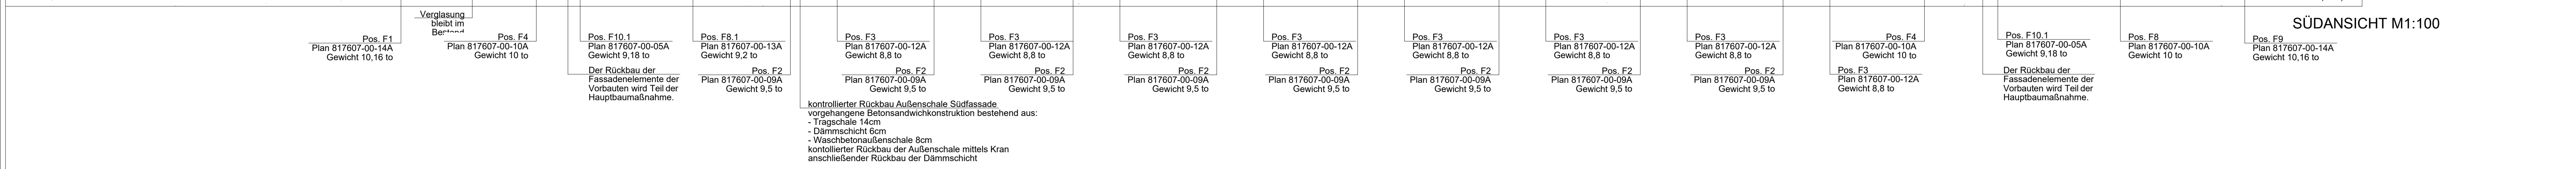 SÜDANSICHT M1:100
Pos. F1
Plan 817607-00-14A
Gewicht 10,16 to
Verglasung
bleibt im
Bestand
Pos. F4
Plan 817607-00-10A
Gewicht 10 to
Pos. F10.1
Plan 817607-00-05A
Gewicht 9,18 to
Der Rückbau der
Fassadenelemente der
Vorbauten wird Teil der
Hauptbaumaßnahme.
Pos. F8.1
Plan 817607-00-13A
Gewicht 9,2 to
Pos. F2
Plan 817607-00-09A
Gewicht 9,5 to
kontrollierter Rückbau Außenschale Südfassade
vorgehangene Betonsandwichkonstruktion bestehend aus:
- Tragschale 14cm
- Dämmschicht 6cm
- Waschbetonaußenschale 8cm
kontollierter Rückbau der Außenschale mittels Kran
anschließender Rückbau der Dämmschicht
Pos. F3
Plan 817607-00-12A
Gewicht 8,8 to
Pos. F2
Plan 817607-00-09A
Gewicht 9,5 to
Pos. F3
Plan 817607-00-12A
Gewicht 8,8 to
Pos. F2
Plan 817607-00-09A
Gewicht 9,5 to
Pos. F3
Plan 817607-00-12A
Gewicht 8,8 to
Pos. F2
Plan 817607-00-09A
Gewicht 9,5 to
Pos. F3
Plan 817607-00-12A
Gewicht 8,8 to
Pos. F2
Plan 817607-00-09A
Gewicht 9,5 to
Pos. F3
Plan 817607-00-12A
Gewicht 8,8 to
Pos. F2
Plan 817607-00-09A
Gewicht 9,5 to
Pos. F3
Plan 817607-00-12A
Gewicht 8,8 to
Pos. F2
Plan 817607-00-09A
Gewicht 9,5 to
Pos. F3
Plan 817607-00-12A
Gewicht 8,8 to
Pos. F2
Plan 817607-00-09A
Gewicht 9,5 to
Pos. F4
Plan 817607-00-10A
Gewicht 10 to
Pos. F3
Plan 817607-00-12A
Gewicht 8,8 to
Pos. F10.1
Plan 817607-00-05A
Gewicht 9,18 to
Der Rückbau der
Fassadenelemente der
Vorbauten wird Teil der
Hauptbaumaßnahme.
Pos. F8
Plan 817607-00-10A
Gewicht 10 to
Pos. F9
Plan 817607-00-14A
Gewicht 10,16 to